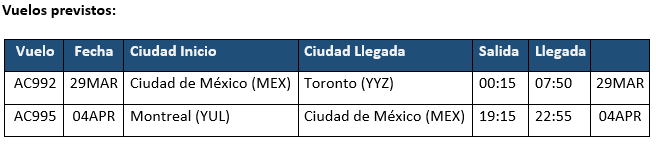 Vuelos previstos:
Vuelo Fecha Ciudad Inicio Ciudad Llegada Salida Llegada
AC992 29MAR Ciudad de México (MEX) Toronto (YYZ) 00:15 07:50 29MAR
AC995 04APR Montreal (YUL) Ciudad de México (MEX) 19:15 22:55 04APR